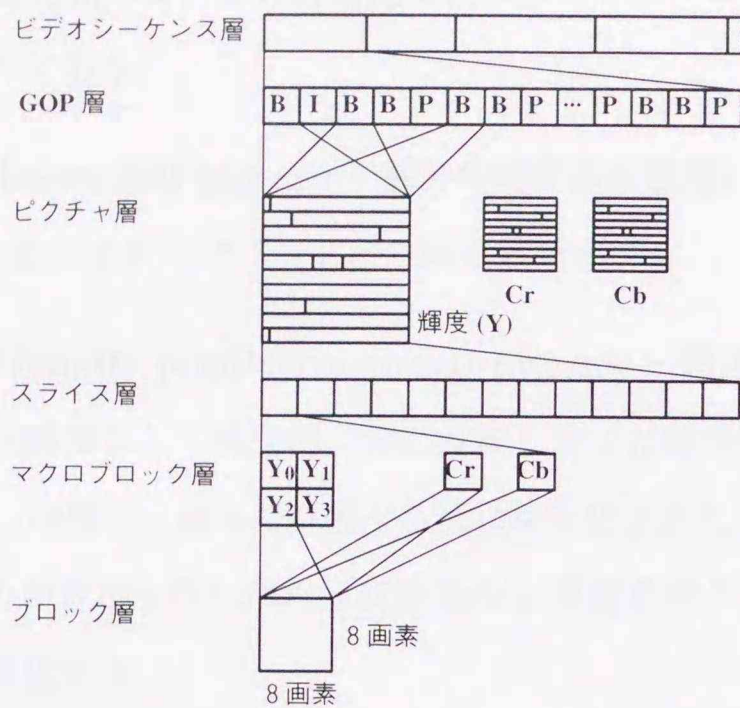 ビデオシーケンス層
GOP 層 B I B B P B B P … P B B P
ピクチャ層
Cr Cb
輝度 (Y)
スライス層
マクロブロック層 Y0 Y1 Cr Cb
Y2 Y3
ブロック層
8 画素
8 画素